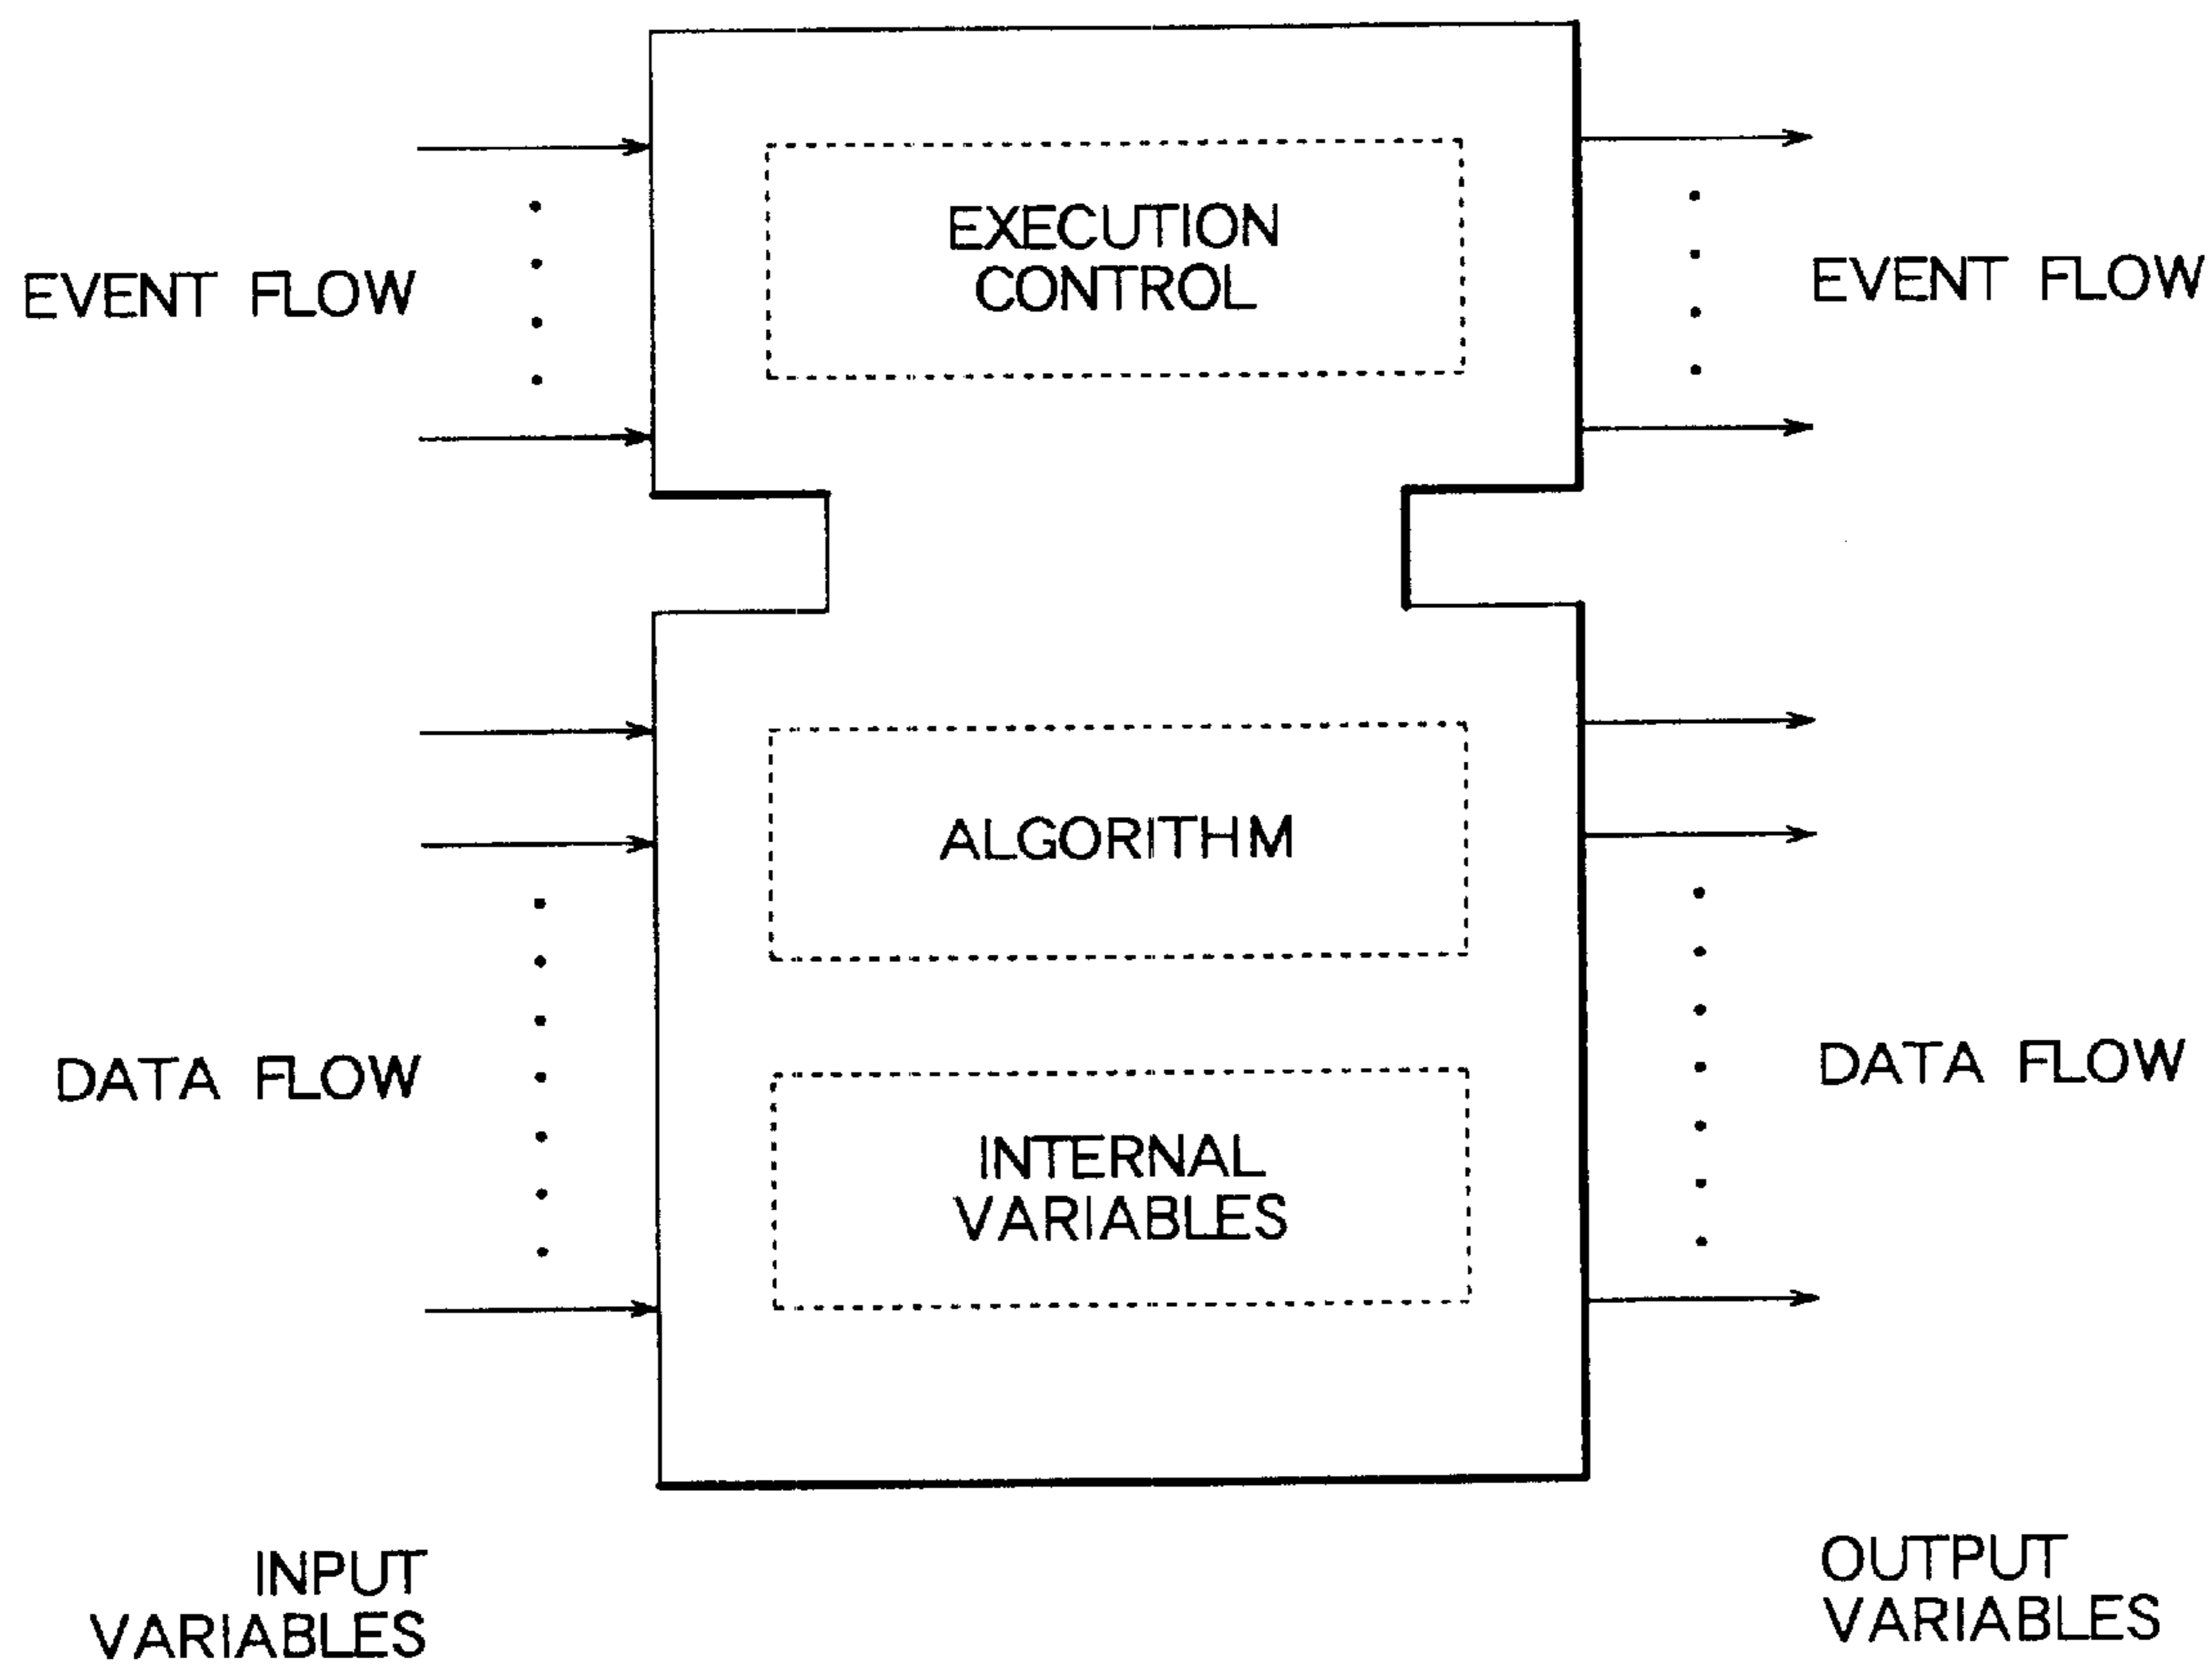 EXECUTION
CONTROL
EVENT FLOW
EVENT FLOW
ALGORITHM
DATA FLOW
DATA FLOW
INTERNAL
VARIABLES
INPUT
VARIABLES
OUTPUT
VARIABLES